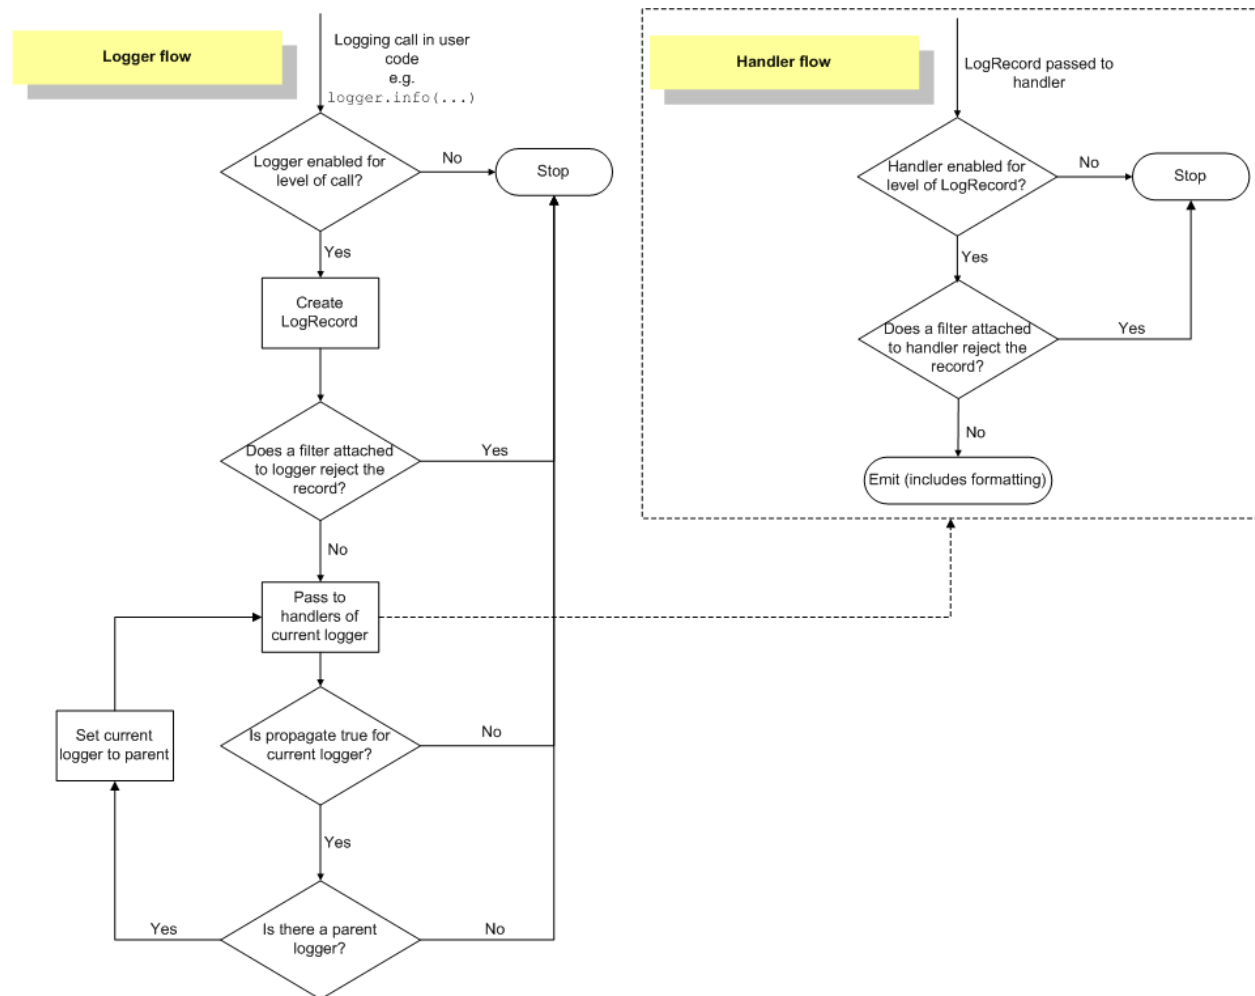 Logger flow
Logging call in user
code
e.g.
logger.info(...)
Logger enabled for
level of call?
No
Stop
Yes
Create
LogRecord
Does a filter attached
to logger reject the
record?
Yes
No
Pass to
handlers of
current logger
Set current
logger to parent
Is propagate true for
current logger?
No
Yes
Is there a parent
logger?
Yes
No
Handler flow
LogRecord passed to
handler
Handler enabled for
level of LogRecord?
No
Stop
Yes
Does a filter attached
to handler reject the
record?
Yes
No
Emit (includes formatting)